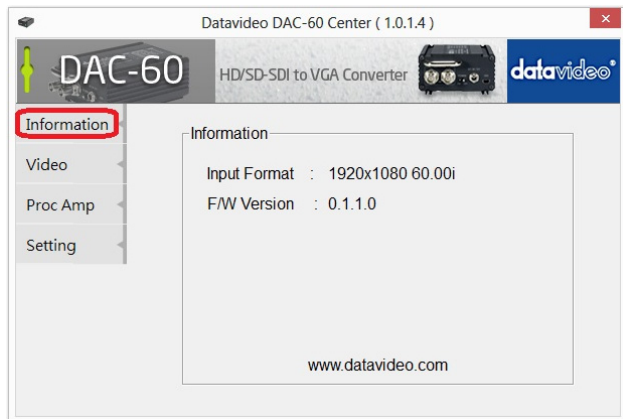 Datavideo DAC-60 Center ( 1.0.1.4 )
DAC-60
HD/SD-SDI to VGA Converter
datavideo
Information
Video
Proc Amp
Setting
Information
Input Format : 1920x1080 60.00i
F/W Version : 0.1.1.0
www.datavideo.com